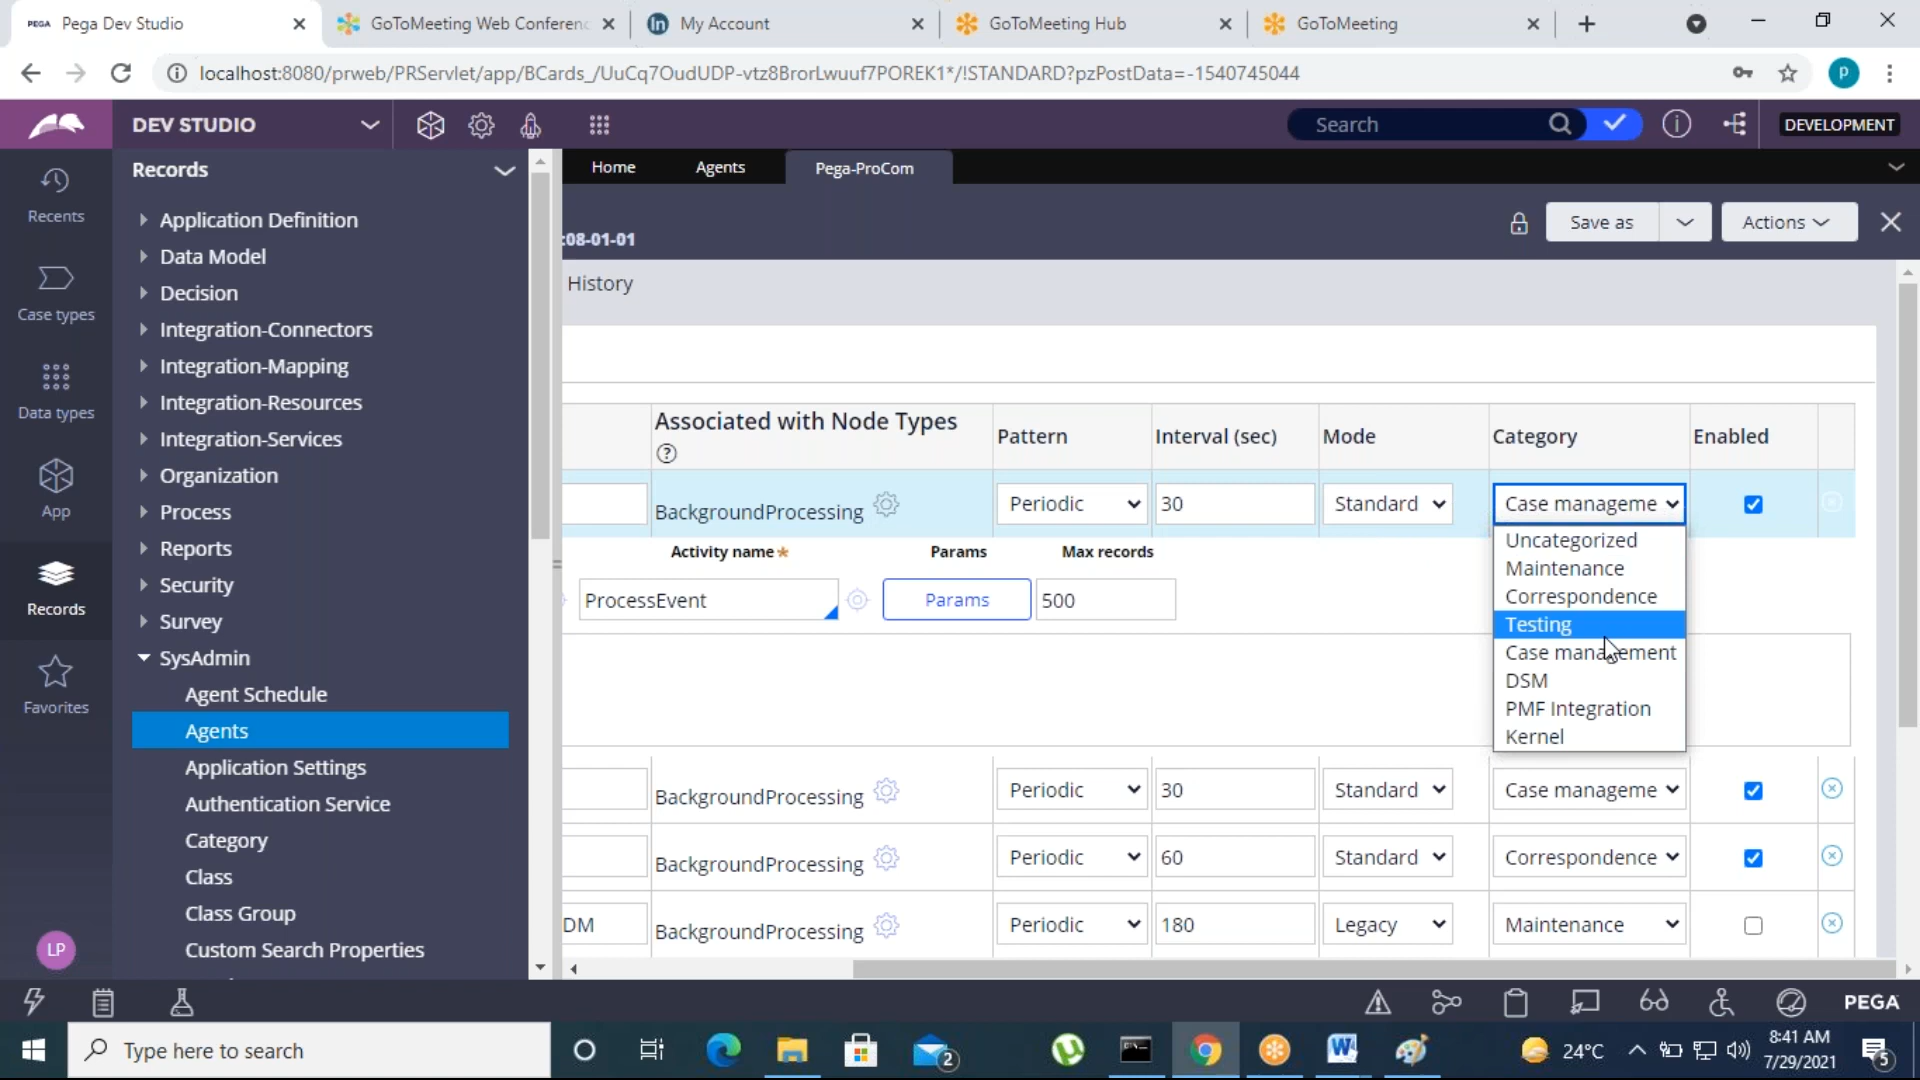 PEGA Pega Dev Studio
GoToMeeting Web Conferenc
in My Account
GoToMeeting Hub
GoToMeeting
localhost:8080/prweb/PRServlet/app/BCards_/UuCq7OudUDP-vtz8BrorLwuuf7POREK1*/!STANDARD?pzPostData=-1540745044
P
DEV STUDIO
Search
DEVELOPMENT
Recents
Case types
Data types
App
Records
Favorites
LP
Records
Application Definition
Data Model
Decision
Integration-Connectors
Integration-Mapping
Integration-Resources
Integration-Services
Organization
Process
Reports
Security
Survey
SysAdmin
Agent Schedule
Agents
Application Settings
Authentication Service
Category
Class
Class Group
Custom Search Properties
Home Agents Pega-ProCom
:08-01-01
Save as Actions
History
Associated with Node Types Pattern Interval (sec) Mode Category Enabled
BackgroundProcessing Periodic 30 Standard Case manageme
Uncategorized
Maintenance
Correspondence
Testing
Case management
DSM
PMF Integration
Kernel
Activity name* Params Max records
ProcessEvent Params 500
BackgroundProcessing Periodic 30 Standard Case manageme
BackgroundProcessing Periodic 60 Standard Correspondence
DM BackgroundProcessing Periodic 180 Legacy Maintenance
PEGA
Type here to search
2
24°C
8:41 AM
7/29/2021
5